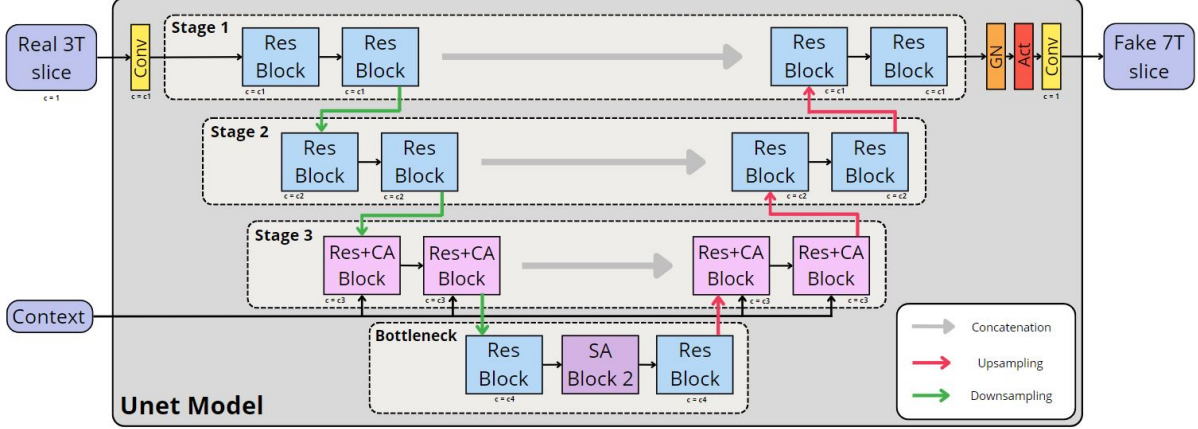 Real 3T
slice
c = 1
Conv
c = c1
Stage 1
Res
Block
c = c1
Res
Block
c = c1
Res
Block
c = c1
Res
Block
c = c1
GN
Act
Conv
c = 1
Fake 7T
slice
Stage 2
Res
Block
c = c2
Res
Block
c = c2
Res
Block
c = c2
Res
Block
c = c2
Stage 3
Res+CA
Block
c = c3
Res+CA
Block
c = c3
Res+CA
Block
c = c3
Res+CA
Block
c = c3
Context
Bottleneck
Res
Block
c = c4
SA
Block 2
Res
Block
c = c4
Concatenation
Upsampling
Downsampling
Unet Model